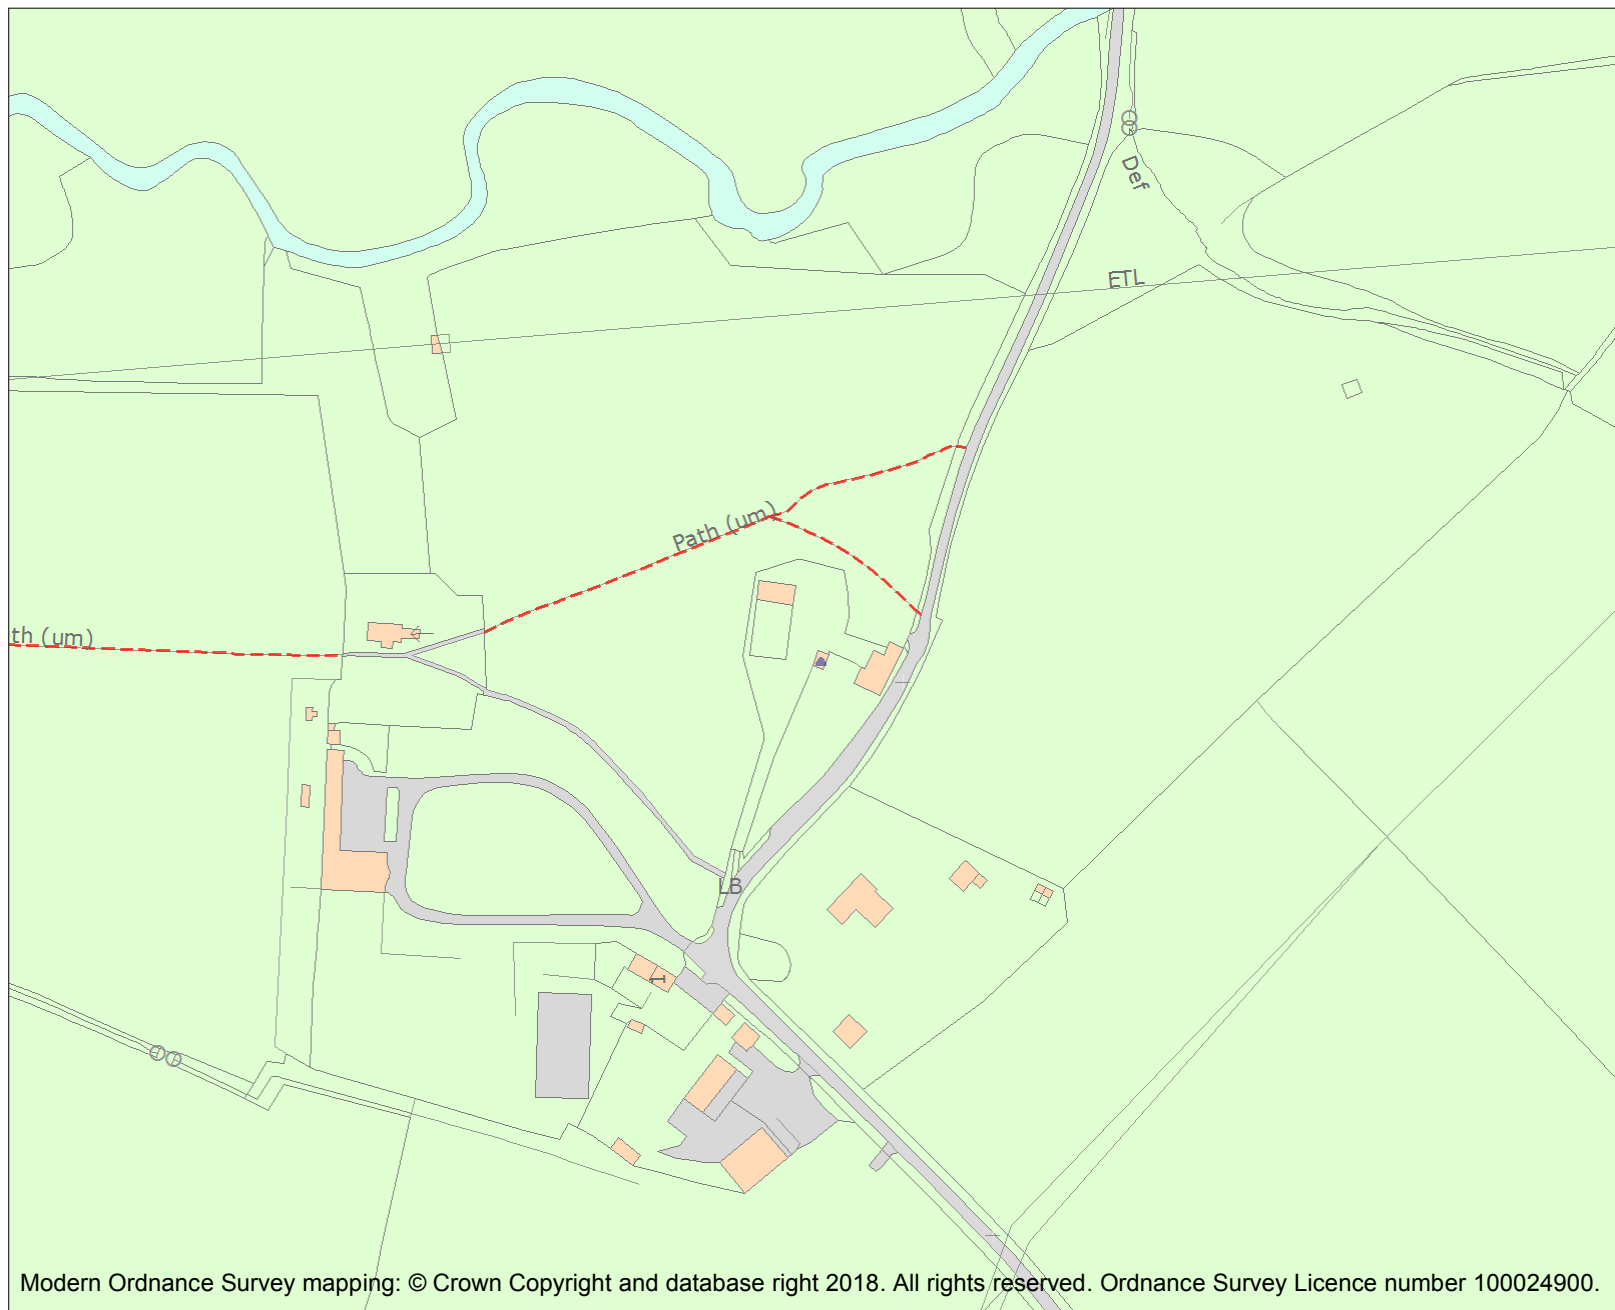 Def
ETL
Path (um)
th (um)
LB
1
Modern Ordnance Survey mapping: © Crown Copyright and database right 2018. All rights reserved. Ordnance Survey Licence number 100024900.